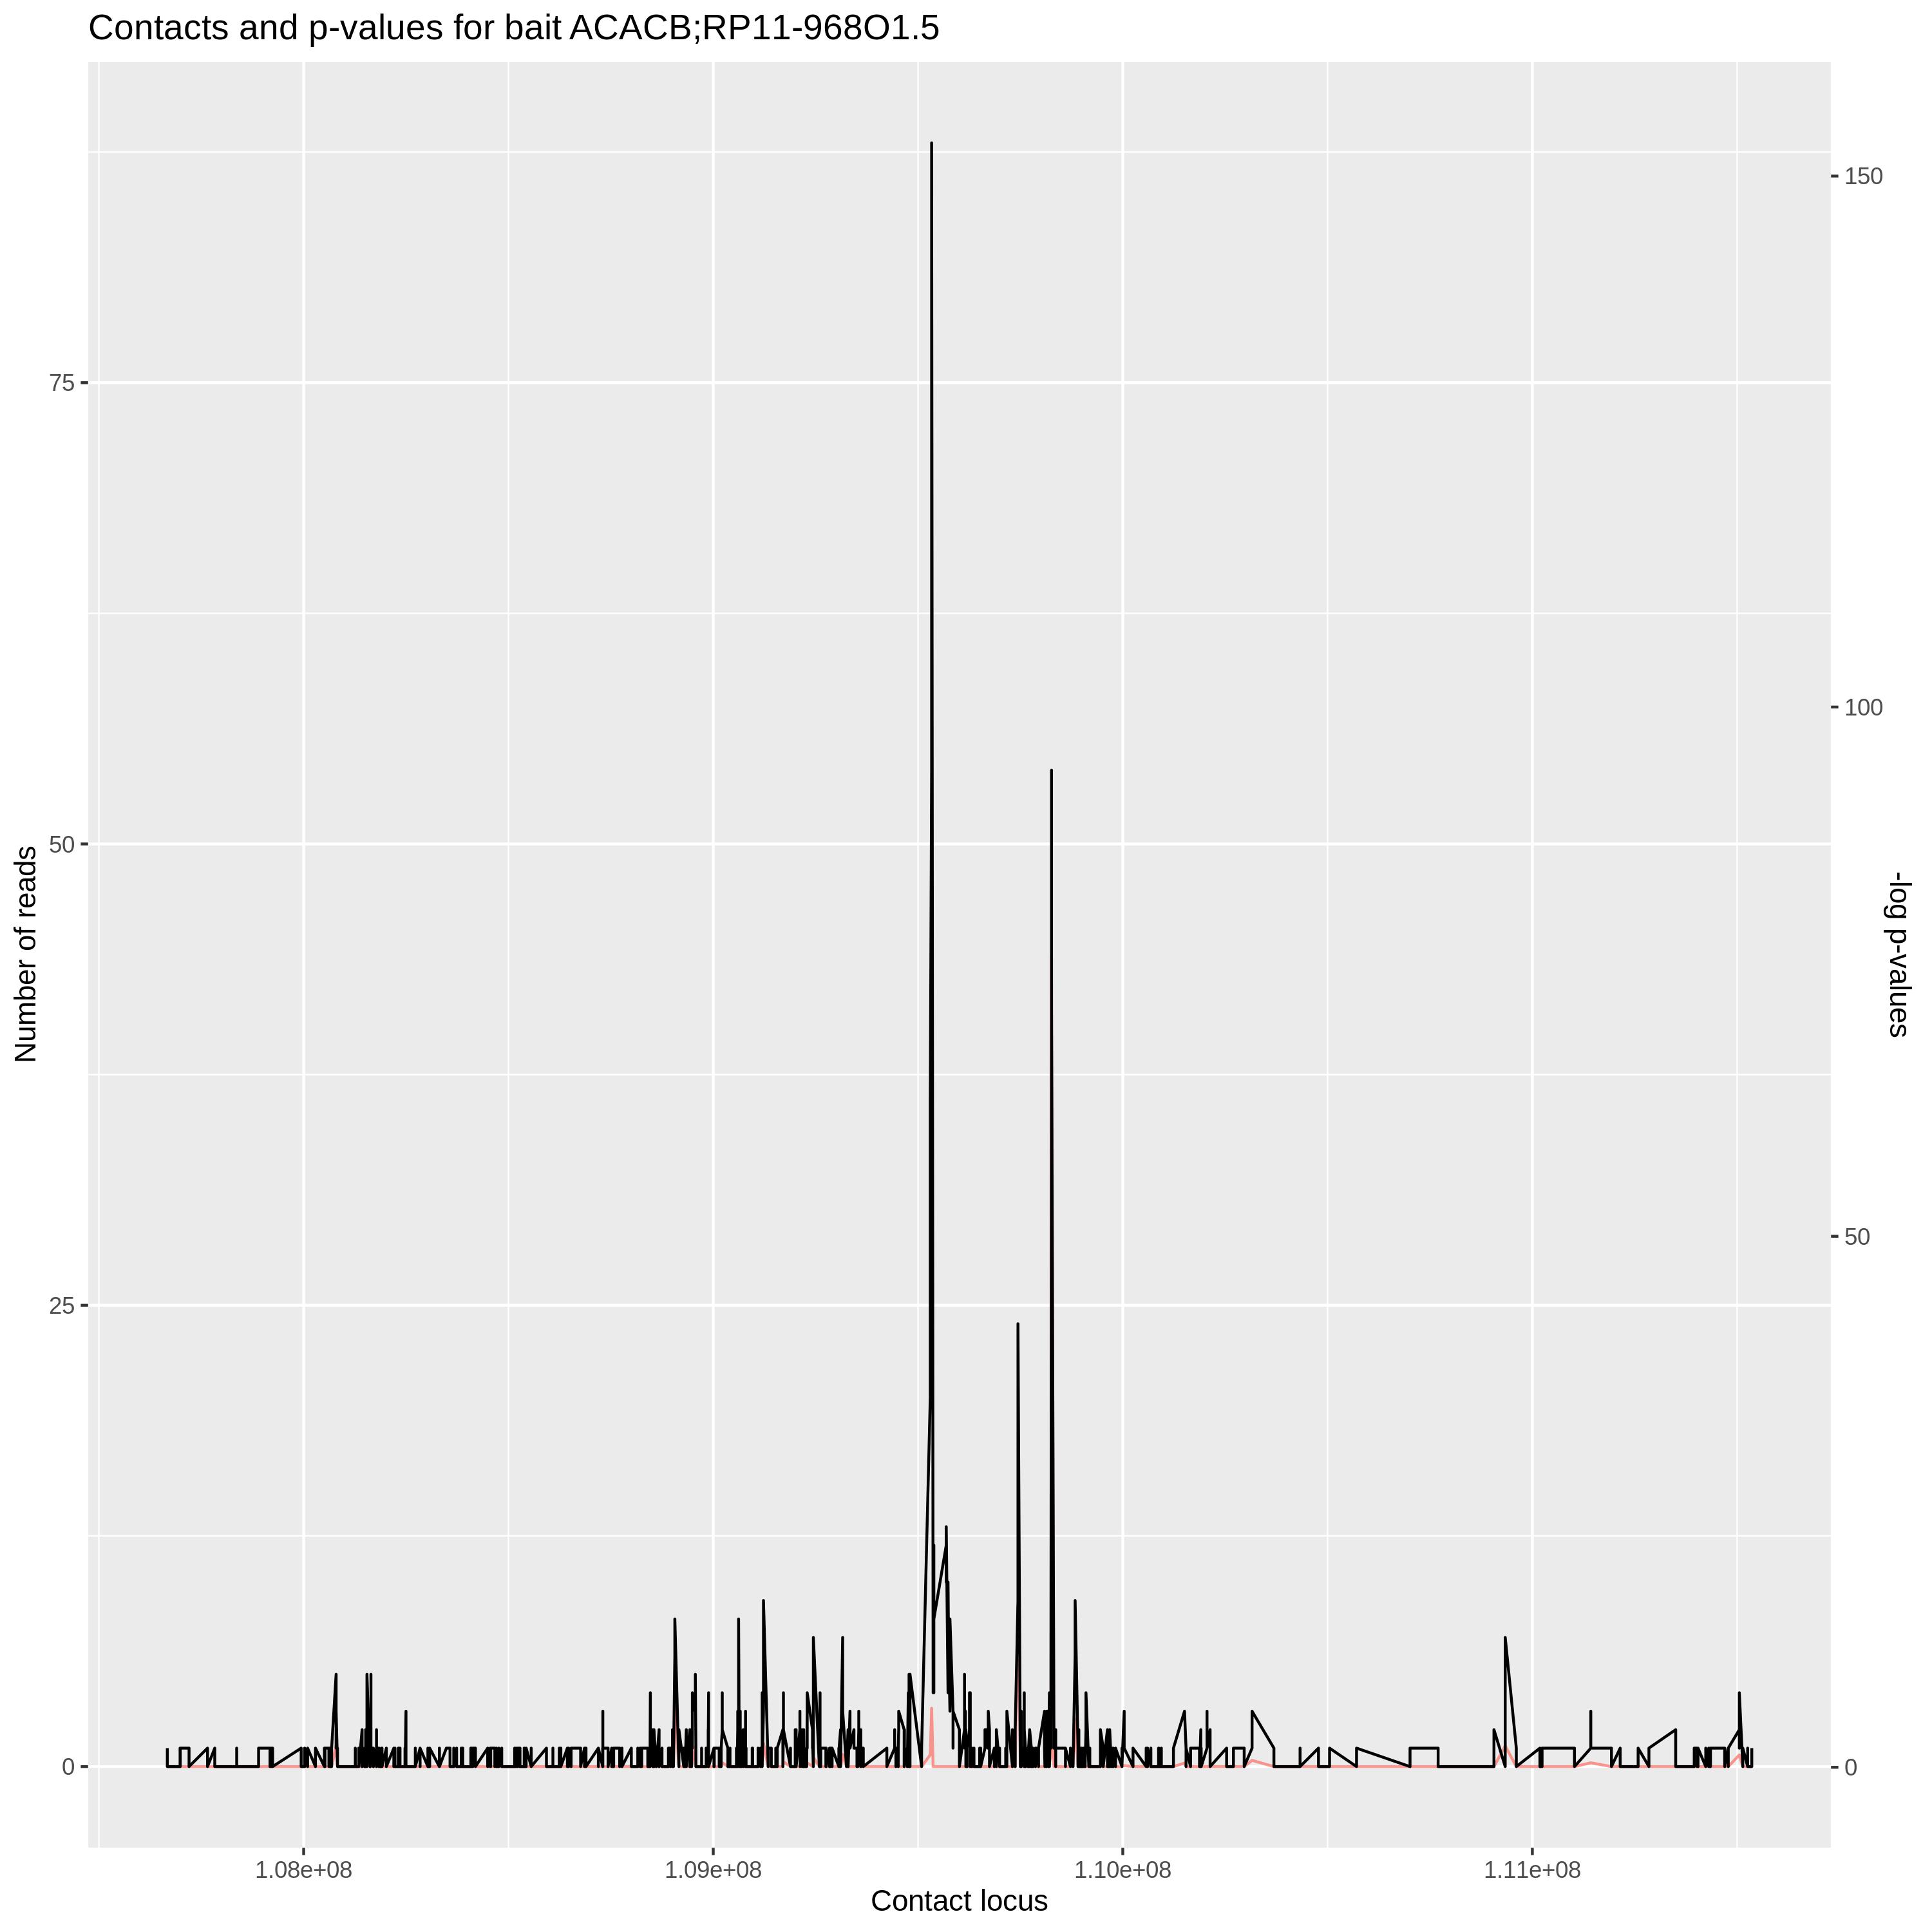 Contacts and p-values for bait ACACB;RP11-968O1.5
150
75
100
50
50
25
0
0
Number of reads
-log p-values
1.08e+08
1.09e+08
1.10e+08
1.11e+08
Contact locus